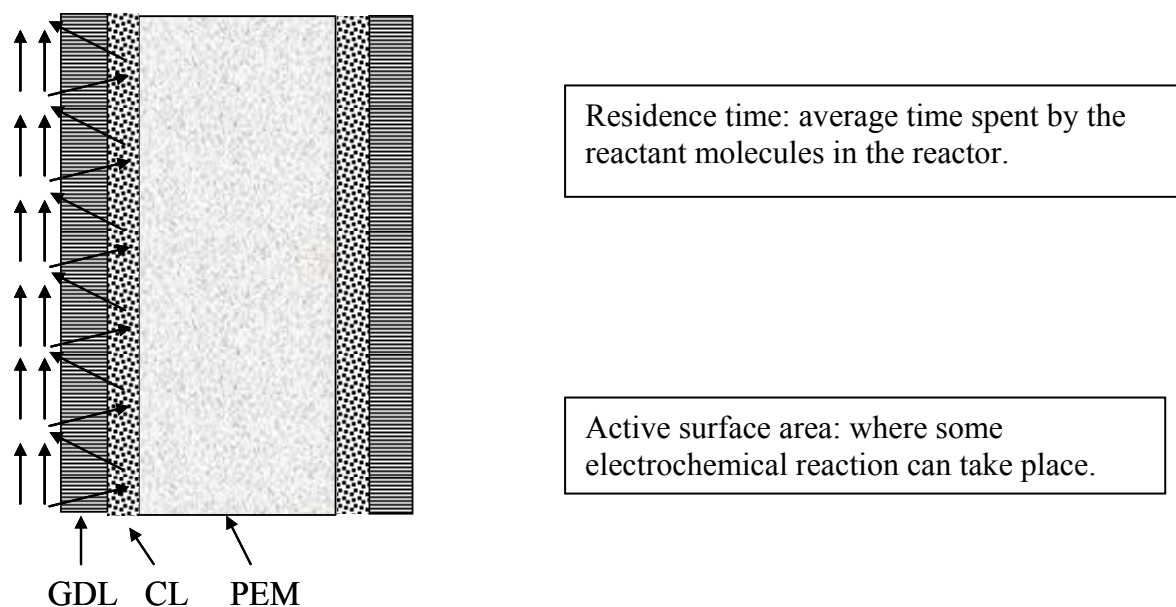 Residence time: average time spent by the
reactant molecules in the reactor.
Active surface area: where some
electrochemical reaction can take place.
GDL CL PEM